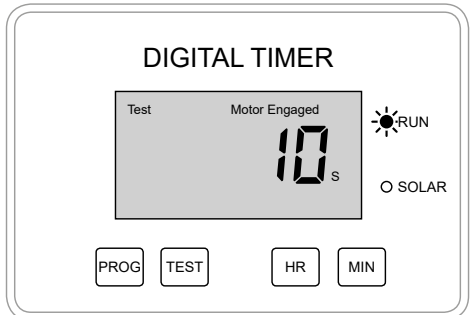 DIGITAL TIMER
Test Motor Engaged
10 s
RUN
SOLAR
PROG TEST HR MIN